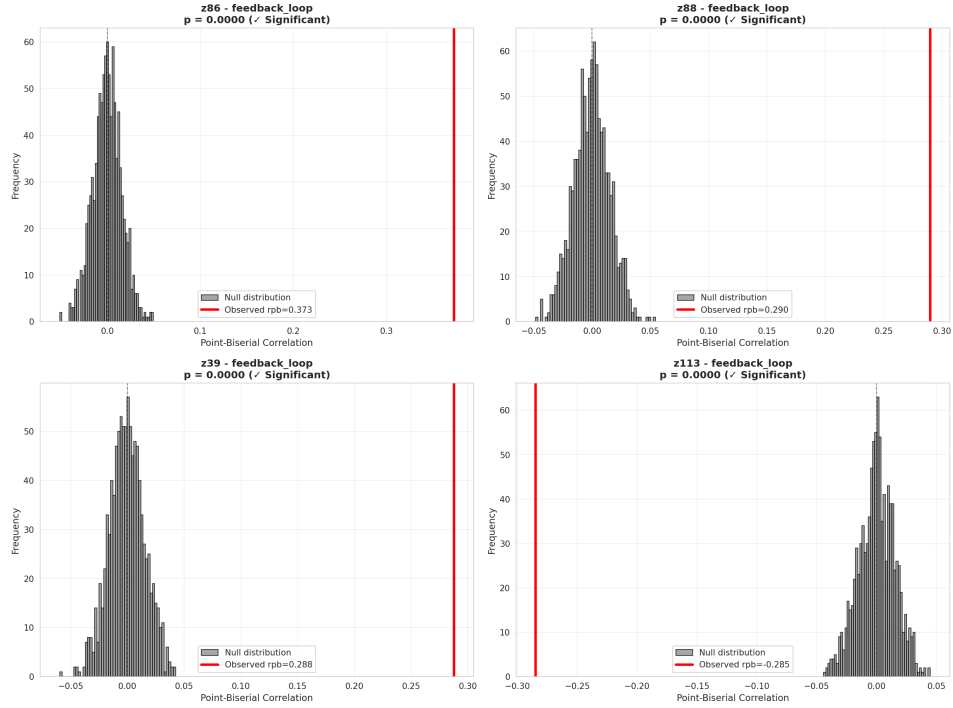 z86 - feedback_loop
p = 0.0000 (✓ Significant)
60
50
40
30
20
10
0
Frequency
0.0
0.1
0.2
0.3
Point-Biserial Correlation
Null distribution
Observed rpb=0.373
z88 - feedback_loop
p = 0.0000 (✓ Significant)
60
50
40
30
20
10
0
Frequency
−0.05
0.00
0.05
0.10
0.15
0.20
0.25
0.30
Point-Biserial Correlation
Null distribution
Observed rpb=0.290
z39 - feedback_loop
p = 0.0000 (✓ Significant)
50
40
30
20
10
0
Frequency
−0.05
0.00
0.05
0.10
0.15
0.20
0.25
0.30
Point-Biserial Correlation
Null distribution
Observed rpb=0.288
z113 - feedback_loop
p = 0.0000 (✓ Significant)
60
50
40
30
20
10
0
Frequency
−0.30
−0.25
−0.20
−0.15
−0.10
−0.05
0.00
0.05
Point-Biserial Correlation
Null distribution
Observed rpb=-0.285